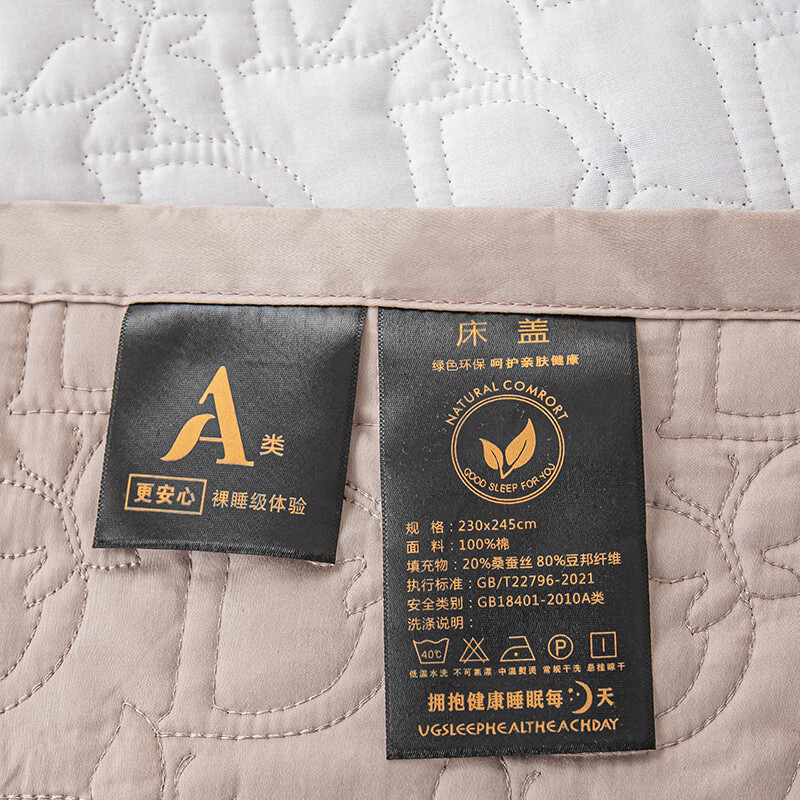 A类
更安心 裸睡级体验
床 盖
绿色环保 呵护亲肤健康
NATURAL COMFORT
GOOD SLEEP FOR YOU
规 格：230x245cm
面 料：100%棉
填充物：20%桑蚕丝 80%豆邦纤维
执行标准：GB/T22796-2021
安全类别：GB18401-2010A类
洗涤说明：
40℃ P
低温水洗 不可氯漂 中温熨烫 常规干洗 悬挂晾干
拥抱健康睡眠每天
UGSLEEPHEALTHEACHDAY